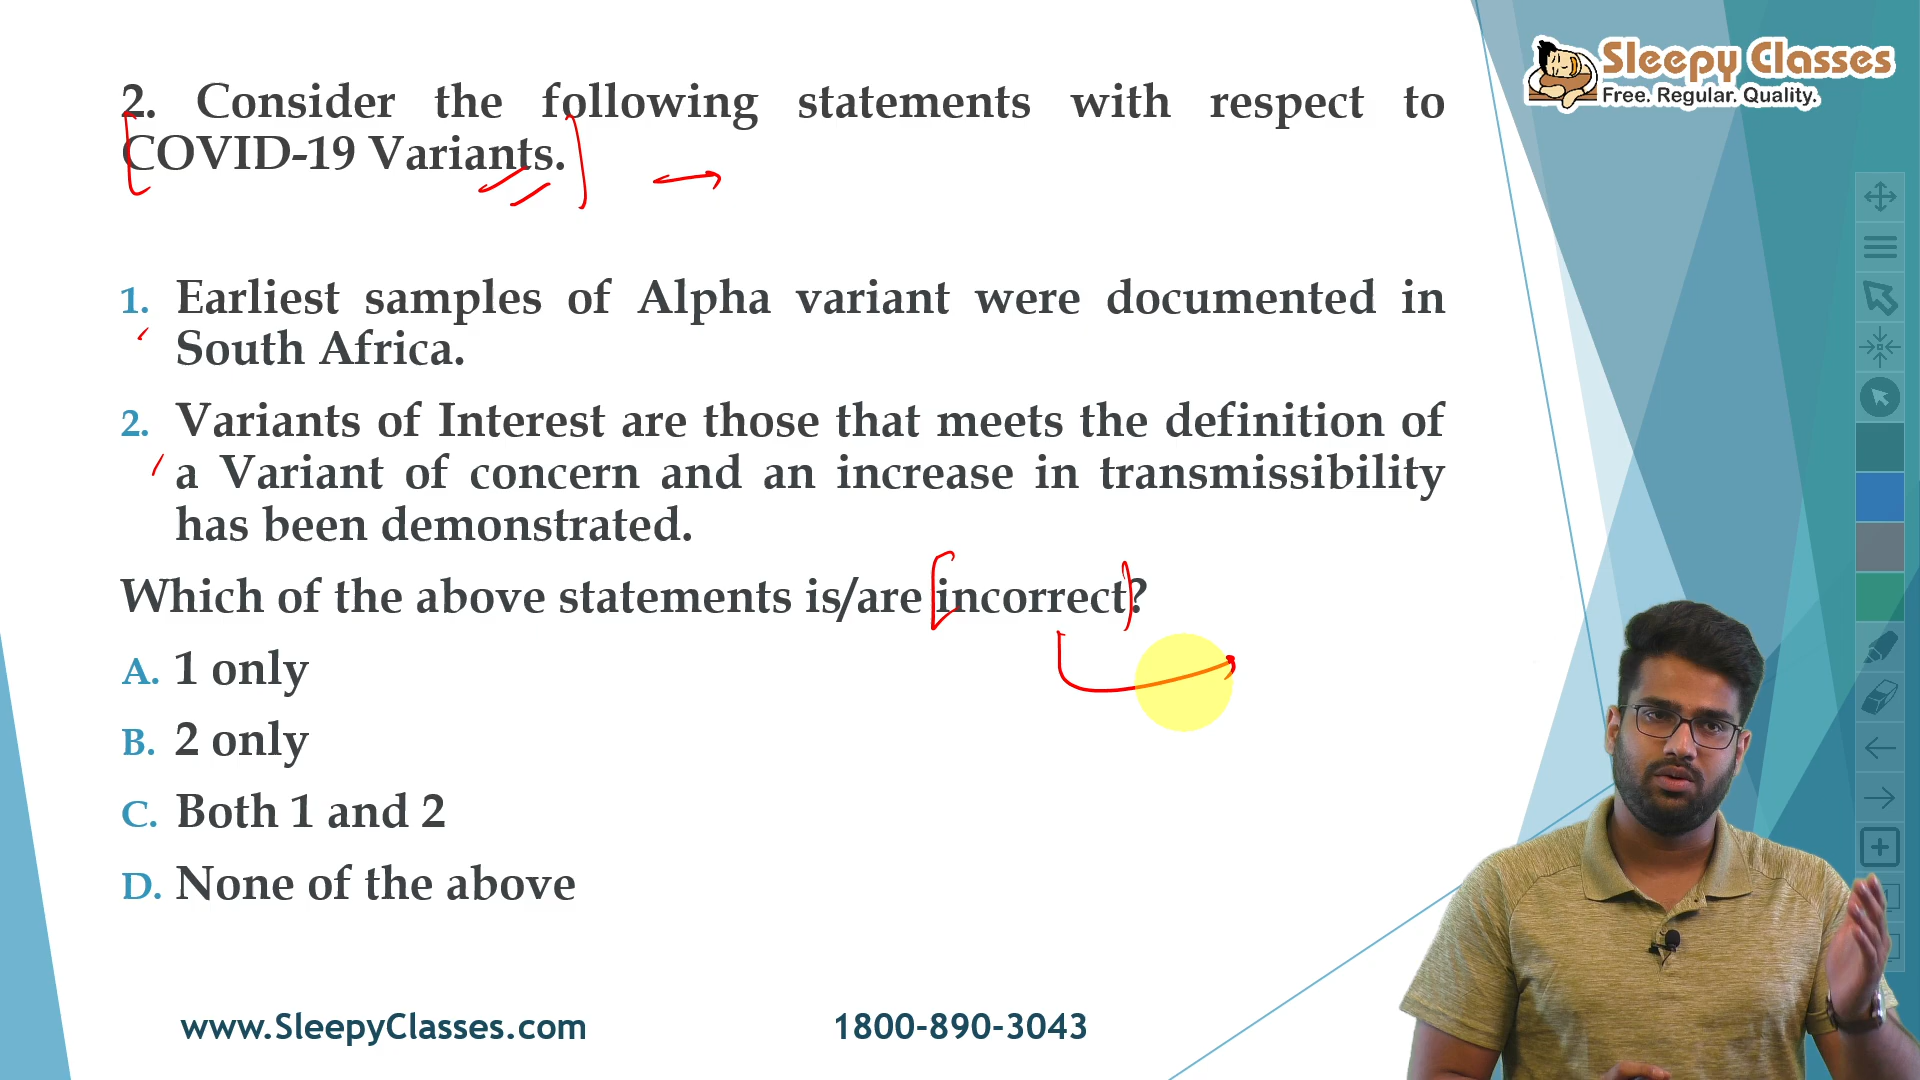 Sleepy Classes
Free. Regular. Quality.
2. Consider the following statements with respect to
COVID-19 Variants.
1. Earliest samples of Alpha variant were documented in
South Africa.
2. Variants of Interest are those that meets the definition of
a Variant of concern and an increase in transmissibility
has been demonstrated.
Which of the above statements is/are incorrect?
A. 1 only
B. 2 only
C. Both 1 and 2
D. None of the above
www.SleepyClasses.com
1800-890-3043